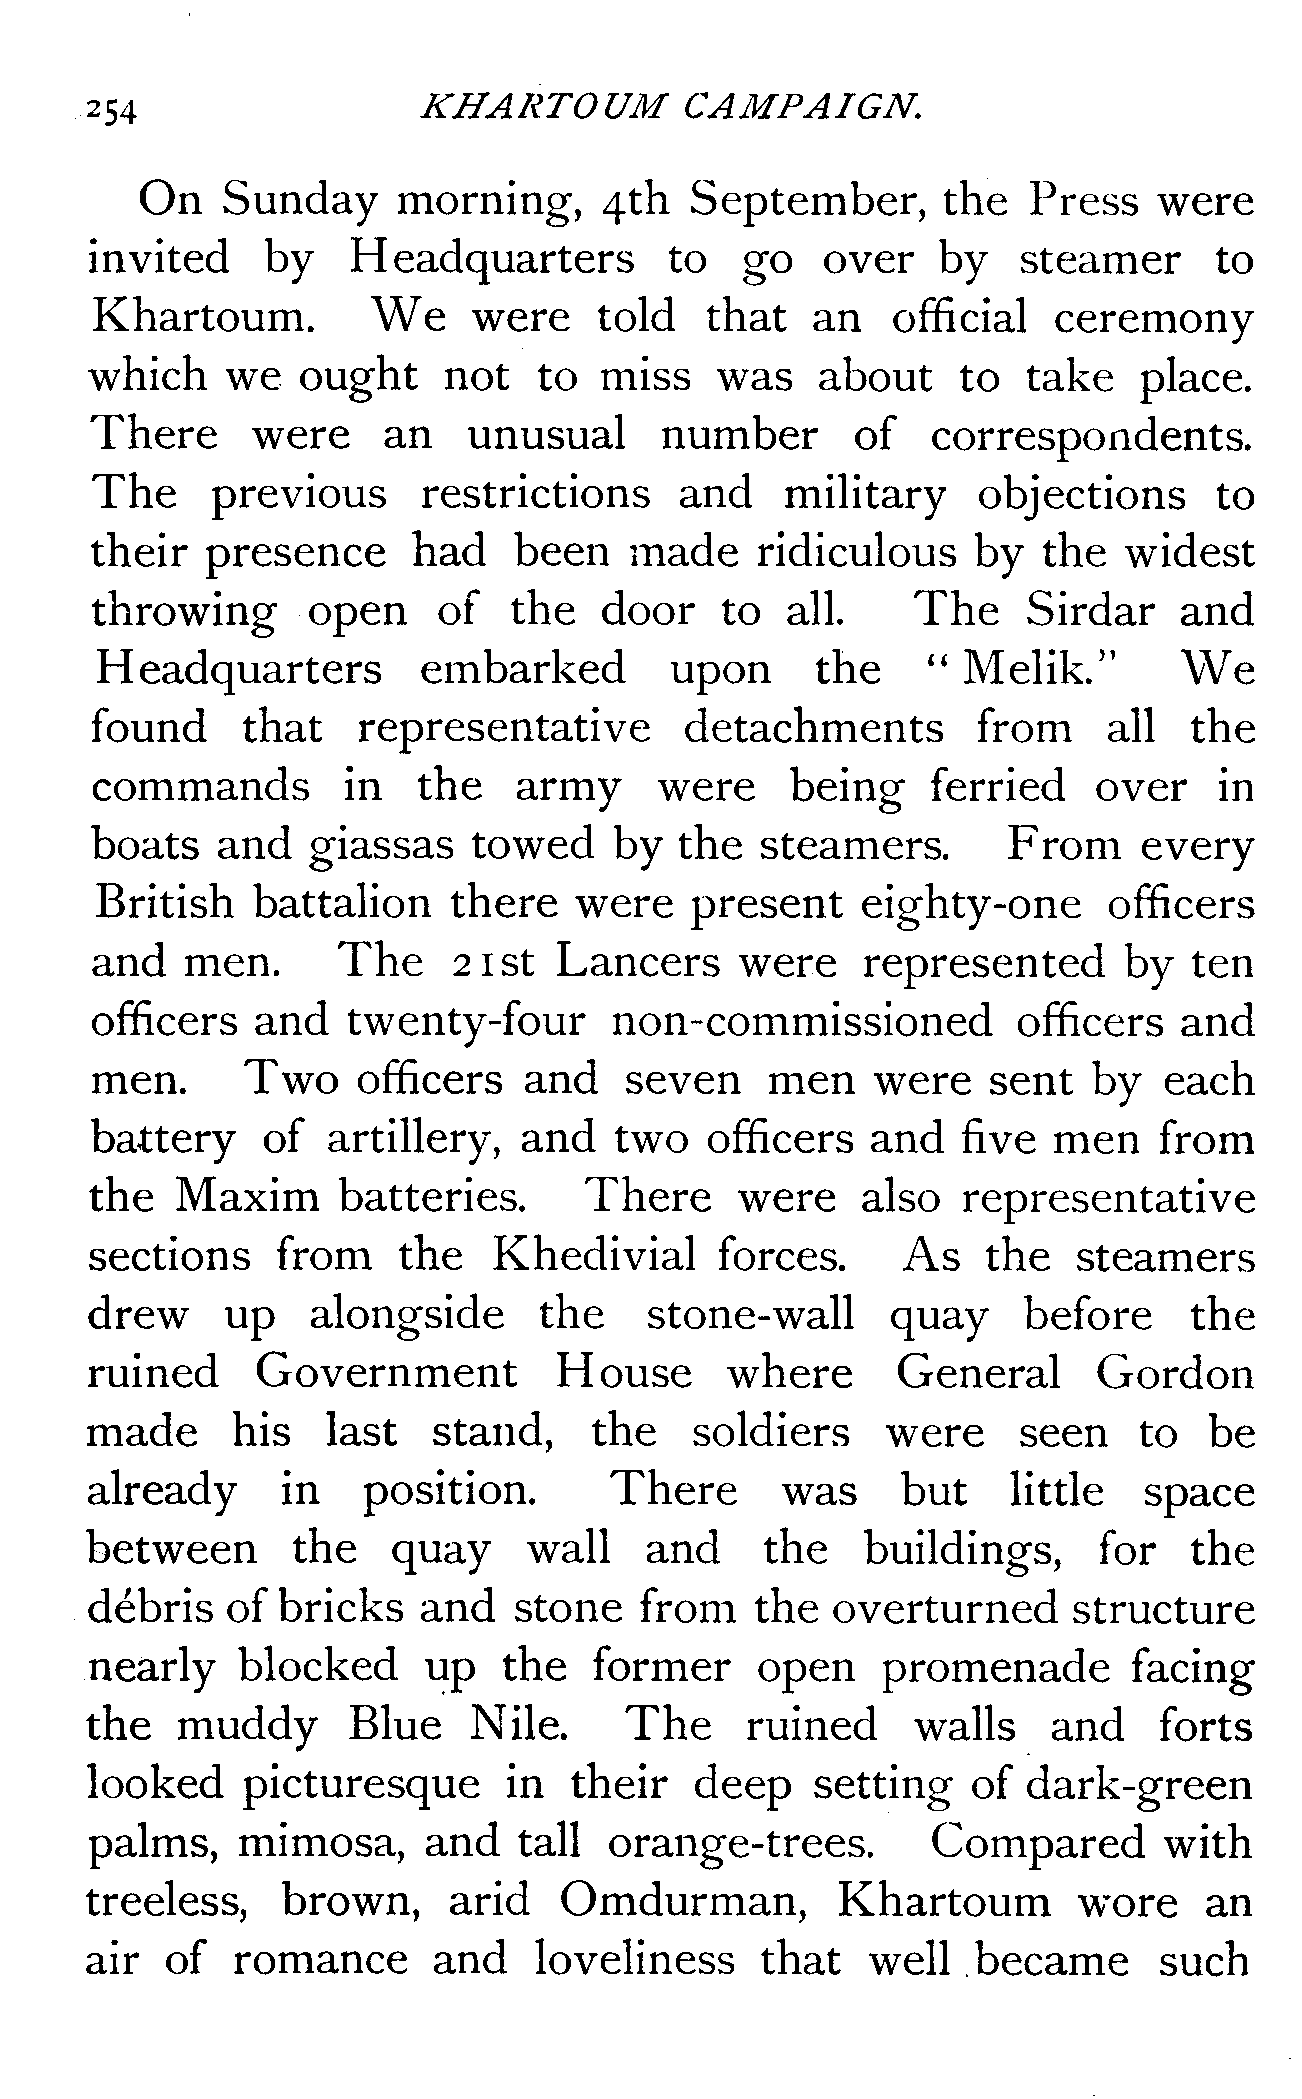 254 KHARTOUM CAMPAIGN.
On Sunday morning, 4th September, the Press were
invited by Headquarters to go over by steamer to
Khartoum. We were told that an official ceremony
which we ought not to miss was about to take place.
There were an unusual number of correspondents.
The previous restrictions and military objections to
their presence had been made ridiculous by the widest
throwing open of the door to all. The Sirdar and
Headquarters embarked upon the "Melik." We
found that representative detachments from all the
commands in the army were being ferried over in
boats and giassas towed by the steamers. From every
British battalion there were present eighty-one officers
and men. The 21st Lancers were represented by ten
officers and twenty-four non-commissioned officers and
men. Two officers and seven men were sent by each
battery of artillery, and two officers and five men from
the Maxim batteries. There were also representative
sections from the Khedivial forces. As the steamers
drew up alongside the stone-wall quay before the
ruined Government House where General Gordon
made his last stand, the soldiers were seen to be
already in position. There was but little space
between the quay wall and the buildings, for the
débris of bricks and stone from the overturned structure
nearly blocked up the former open promenade facing
the muddy Blue Nile. The ruined walls and forts
looked picturesque in their deep setting of dark-green
palms, mimosa, and tall orange-trees. Compared with
treeless, brown, arid Omdurman, Khartoum wore an
air of romance and loveliness that well became such